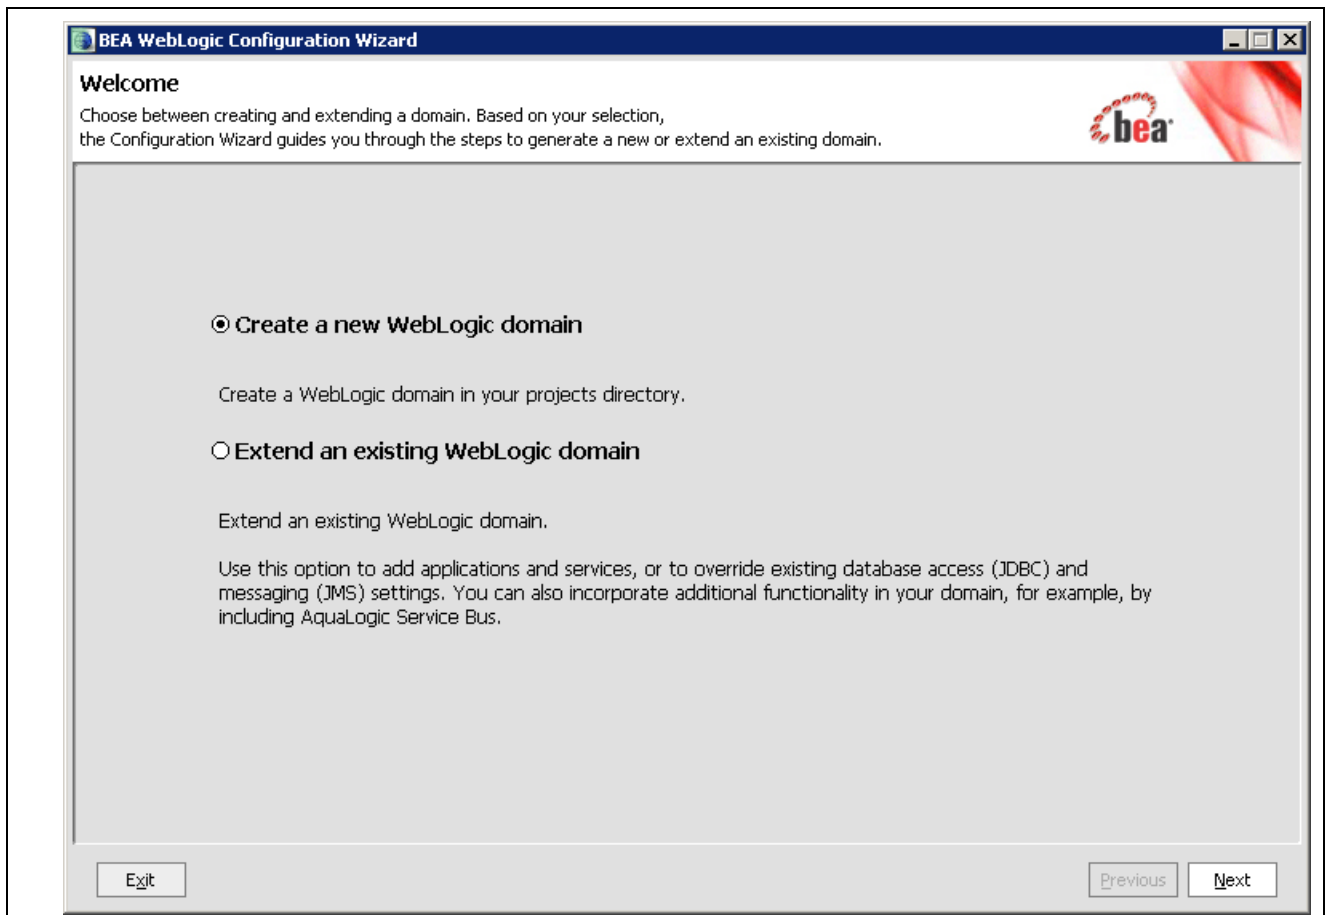 BEA WebLogic Configuration Wizard
Welcome
Choose between creating and extending a domain. Based on your selection,
the Configuration Wizard guides you through the steps to generate a new or extend an existing domain.
bea
Create a new WebLogic domain
Create a WebLogic domain in your projects directory.
Extend an existing WebLogic domain
Extend an existing WebLogic domain.
Use this option to add applications and services, or to override existing database access (JDBC) and
messaging (JMS) settings. You can also incorporate additional functionality in your domain, for example, by
including AquaLogic Service Bus.
Exit Previous Next